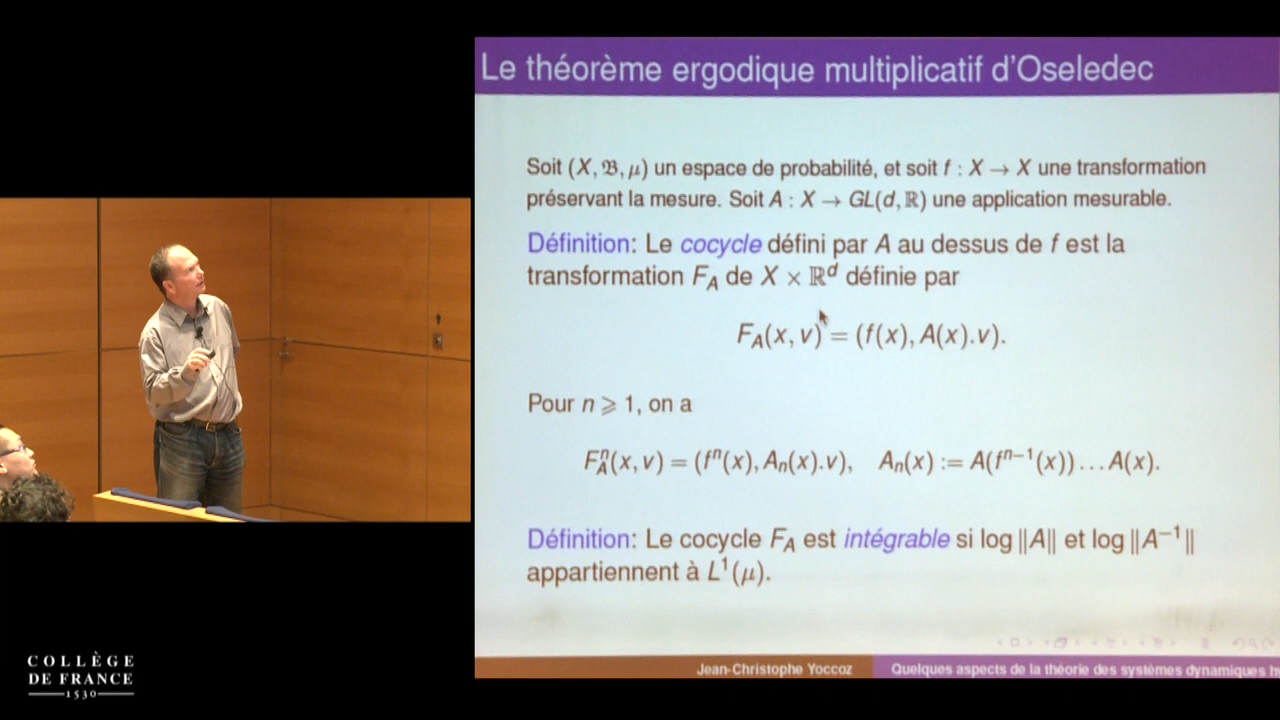 Le théorème ergodique multiplicatif d'Oseledec
Soit (X, 𝔅, μ) un espace de probabilité, et soit f : X → X une transformation
préservant la mesure. Soit A : X → GL(d, ℝ) une application mesurable.
Définition: Le cocycle défini par A au dessus de f est la
transformation F_A de X × ℝ^d définie par
F_A(x, v) = (f(x), A(x).v).
Pour n ⩾ 1, on a
F_A^n(x, v) = (f^n(x), A_n(x).v), A_n(x) := A(f^{n−1}(x)) . . . A(x).
Définition: Le cocycle F_A est intégrable si log ‖A‖ et log ‖A^{−1}‖
appartiennent à L^1(μ).
Jean-Christophe Yoccoz
Quelques aspects de la théorie des systèmes dynamiques
COLLÈGE
DE FRANCE
1530